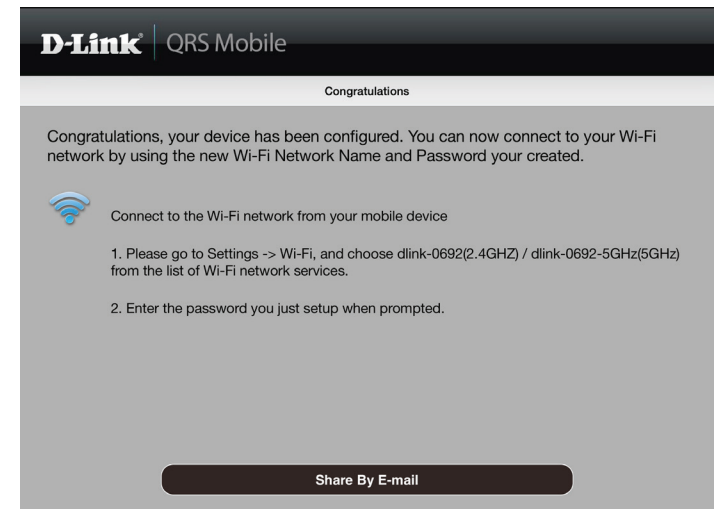 D-Link QRS Mobile
Congratulations
Congratulations, your device has been configured. You can now connect to your Wi-Fi
network by using the new Wi-Fi Network Name and Password your created.
Connect to the Wi-Fi network from your mobile device
1. Please go to Settings -> Wi-Fi, and choose dlink-0692(2.4GHZ) / dlink-0692-5GHz(5GHz)
from the list of Wi-Fi network services.
2. Enter the password you just setup when prompted.
Share By E-mail